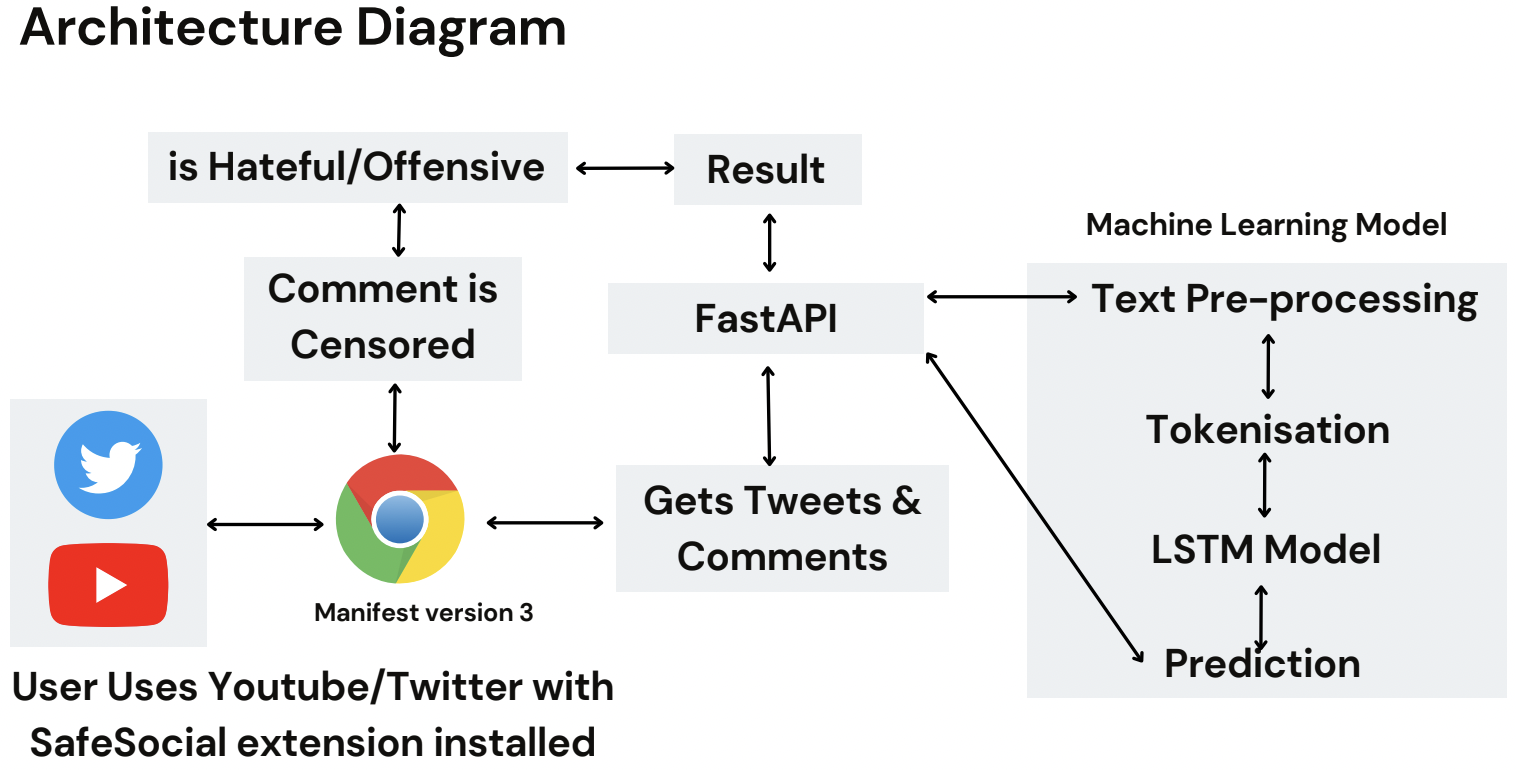 Architecture Diagram
is Hateful/Offensive
Result
Machine Learning Model
Comment is
Censored
FastAPI
Text Pre-processing
Tokenisation
Gets Tweets &
Comments
LSTM Model
Manifest version 3
Prediction
User Uses Youtube/Twitter with
SafeSocial extension installed